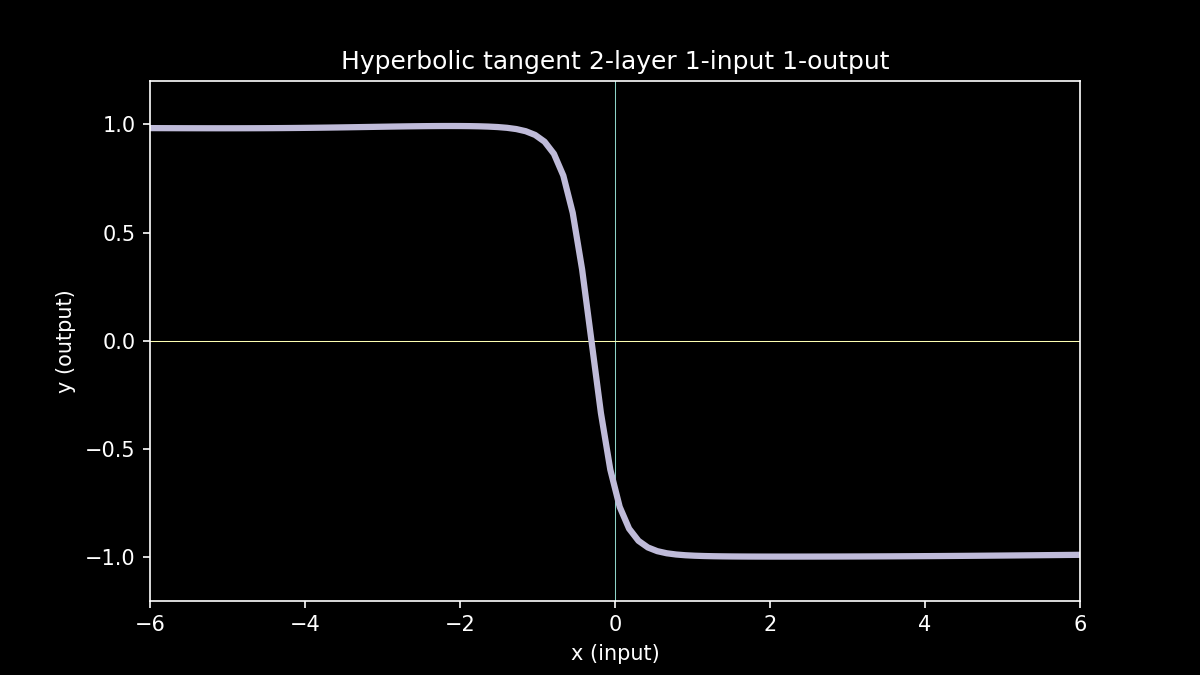 Hyperbolic tangent 2-layer 1-input 1-output
1.0
0.5
0.0
−0.5
−1.0
y (output)
−6 −4 −2 0 2 4 6
x (input)